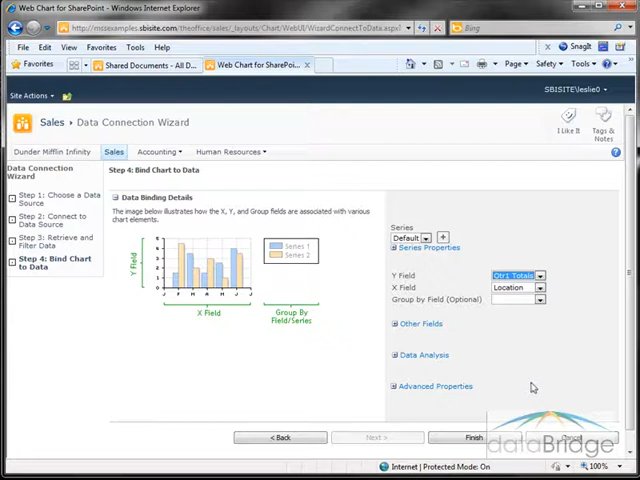 Web Chart for SharePoint - Windows Internet Explorer
http://mssexamples.sbisite.com/theoffice/sales/_layouts/Chart/WebUI/WizardConnectToData.aspx?
Bing
File Edit View Favorites Tools Help
SnagIt
Favorites
Shared Documents - All D...
Web Chart for SharePoi...
Page Safety Tools
Site Actions
SBISITE\leslie0
Sales ▸ Data Connection Wizard
I Like It
Tags & Notes
Dunder Mifflin Infinity Sales Accounting Human Resources
Data Connection Wizard
Step 1: Choose a Data Source
Step 2: Connect to Data Source
Step 3: Retrieve and Filter Data
Step 4: Bind Chart to Data
Step 4: Bind Chart to Data
Data Binding Details
The image below illustrates how the X, Y, and Group fields are associated with various
chart elements.
Y Field
J F M A M J J
X Field
Series 1
Series 2
Group By
Field/Series
Series
Default
Series Properties
Y Field Qtr1 Totals
X Field Location
Group by Field (Optional)
Other Fields
Data Analysis
Advanced Properties
< Back Next > Finish Cancel
dataBridge
Internet | Protected Mode: On
100%